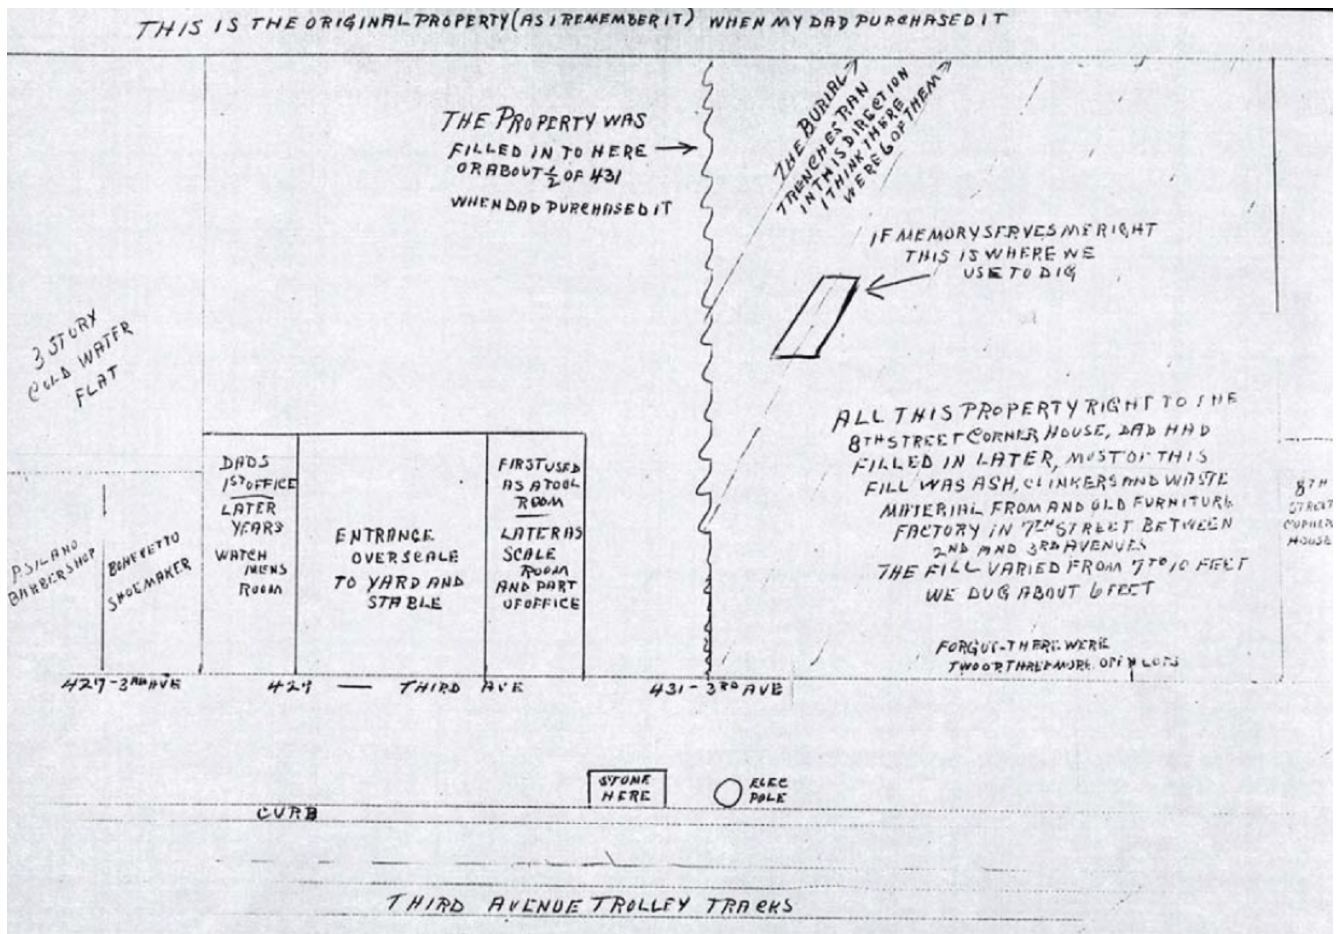 THIS IS THE ORIGINAL PROPERTY (AS I REMEMBER IT) WHEN MY DAD PURCHASED IT
THE PROPERTY WAS
FILLED IN TO HERE
OR ABOUT ½ OF 431
WHEN DAD PURCHASED IT
THE BURIAL
TRENCHES RAN
IN THIS DIRECTION
I THINK THERE
WERE 6 OF THEM
IF MEMORY SERVES ME RIGHT
THIS IS WHERE WE
USE TO DIG
3 STORY
COLD WATER
FLAT
ALL THIS PROPERTY RIGHT TO THE
8TH STREET CORNER HOUSE, DAD HAD
FILLED IN LATER, MOST OF THIS
FILL WAS ASH, CLINKERS AND WASTE
MATERIAL FROM AND OLD FURNITURE
FACTORY IN 7TH STREET BETWEEN
2ND AND 3RD AVENUES
THE FILL VARIED FROM 7 TO 10 FEET
WE DUG ABOUT 6 FEET
8TH
STREET
CORNER
HOUSE
P. SILANO
BARBERSHOP
BONERETTO
SHOEMAKER
DADS
1ST OFFICE
LATER
YEARS
WATCH
MENS
ROOM
ENTRANCE
OVER SCALE
TO YARD AND
STABLE
FIRST USED
AS A TOOL
ROOM
LATER AS
SCALE
ROOM
AND PART
OF OFFICE
FORGOT-THERE WERE
TWO OR THREE MORE OPEN LOTS
427-3RD AVE
429 — THIRD AVE
431-3RD AVE
STONE
HERE
ELEC
POLE
CURB
THIRD AVENUE TROLLEY TRACKS